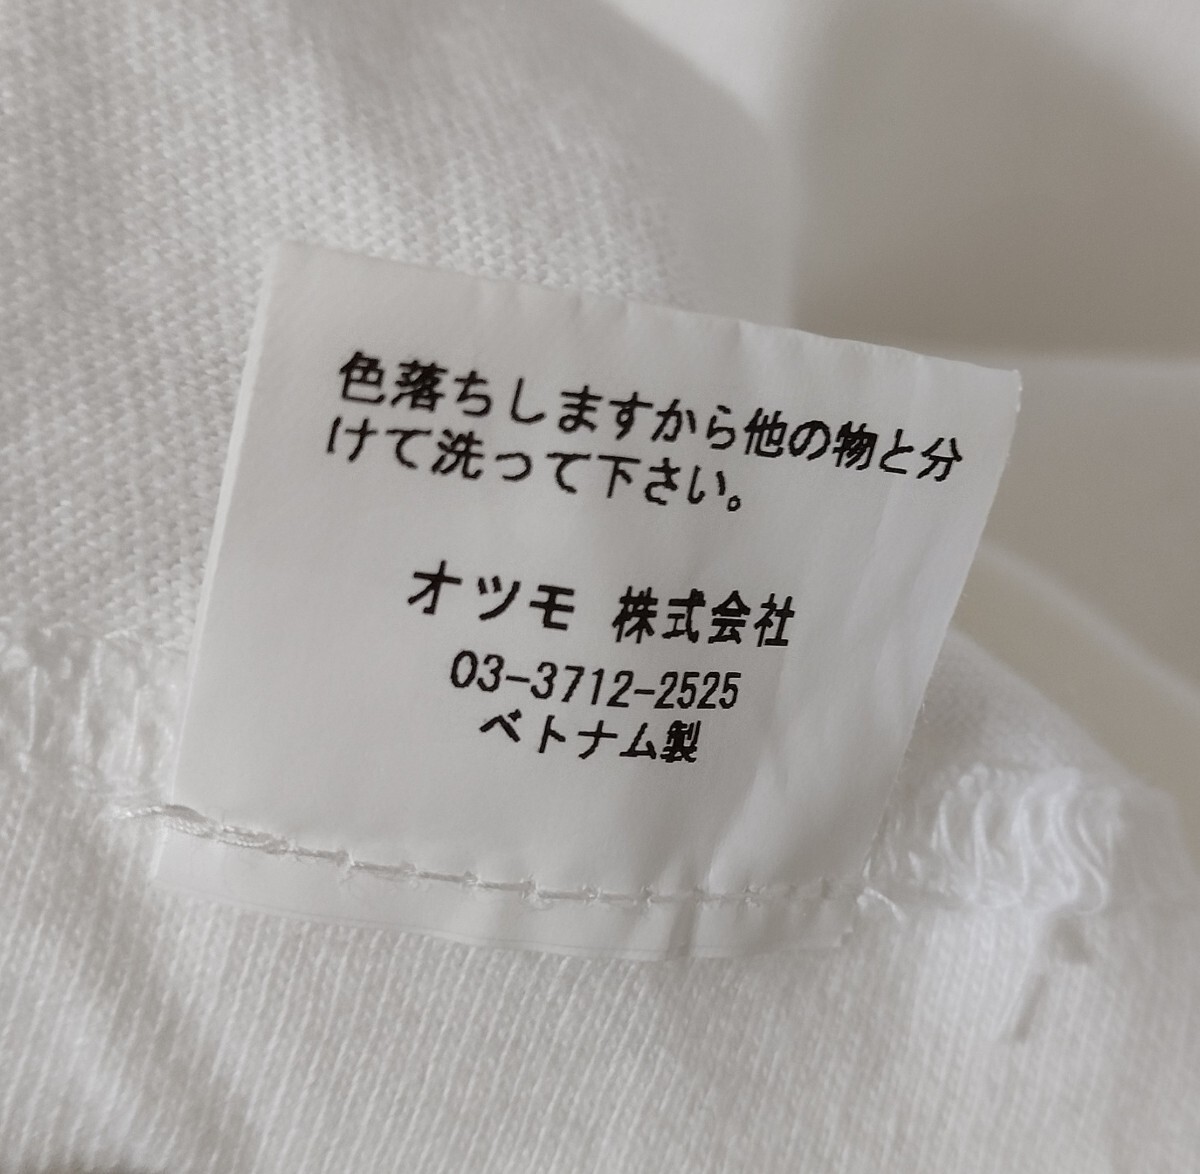 色落ちしますから他の物と分
けて洗って下さい。
オツモ 株式会社
03-3712-2525
ベトナム製